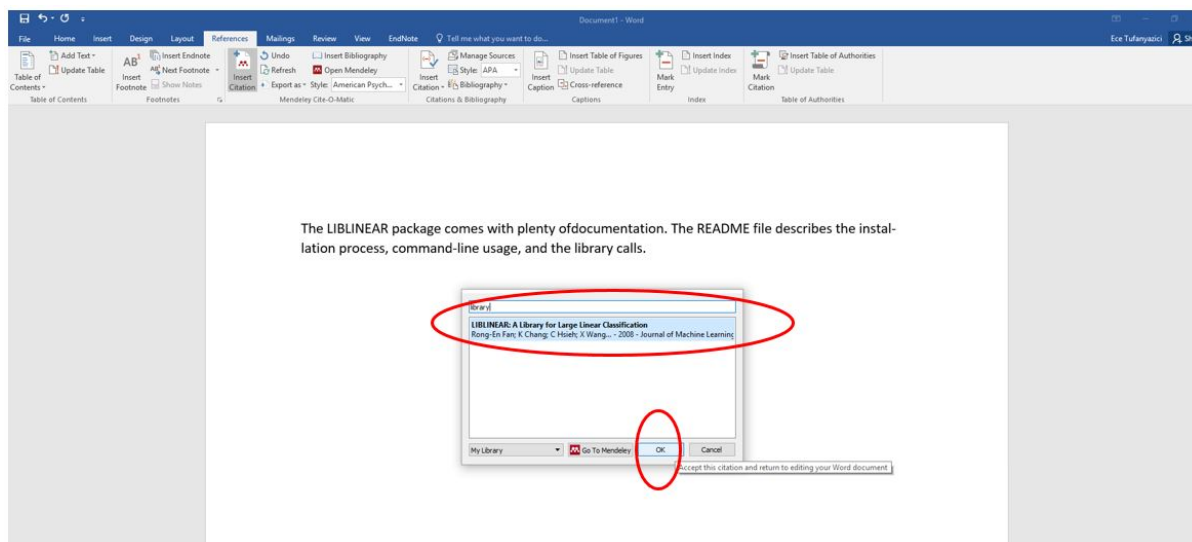 Document1 - Word
File Home Insert Design Layout References Mailings Review View EndNote Tell me what you want to do... Ece Tufanyazici
Table of Contents Add Text Update Table
Table of Contents
AB1 Insert Footnote Insert Endnote Next Footnote Show Notes
Footnotes
Insert Citation Undo Refresh Export as Insert Bibliography Open Mendeley Style: American Psych...
Mendeley Cite-O-Matic
Insert Citation Manage Sources Style: APA Bibliography
Citations & Bibliography
Insert Caption Insert Table of Figures Update Table Cross-reference
Captions
Mark Entry Insert Index Update Index
Index
Mark Citation Insert Table of Authorities Update Table
Table of Authorities
The LIBLINEAR package comes with plenty ofdocumentation. The README file describes the instal-
lation process, command-line usage, and the library calls.
library
LIBLINEAR: A Library for Large Linear Classification
Rong-En Fan; K Chang; C Hsieh; X Wang... - 2008 - Journal of Machine Learning
My Library Go To Mendeley OK Cancel
Accept this citation and return to editing your Word document